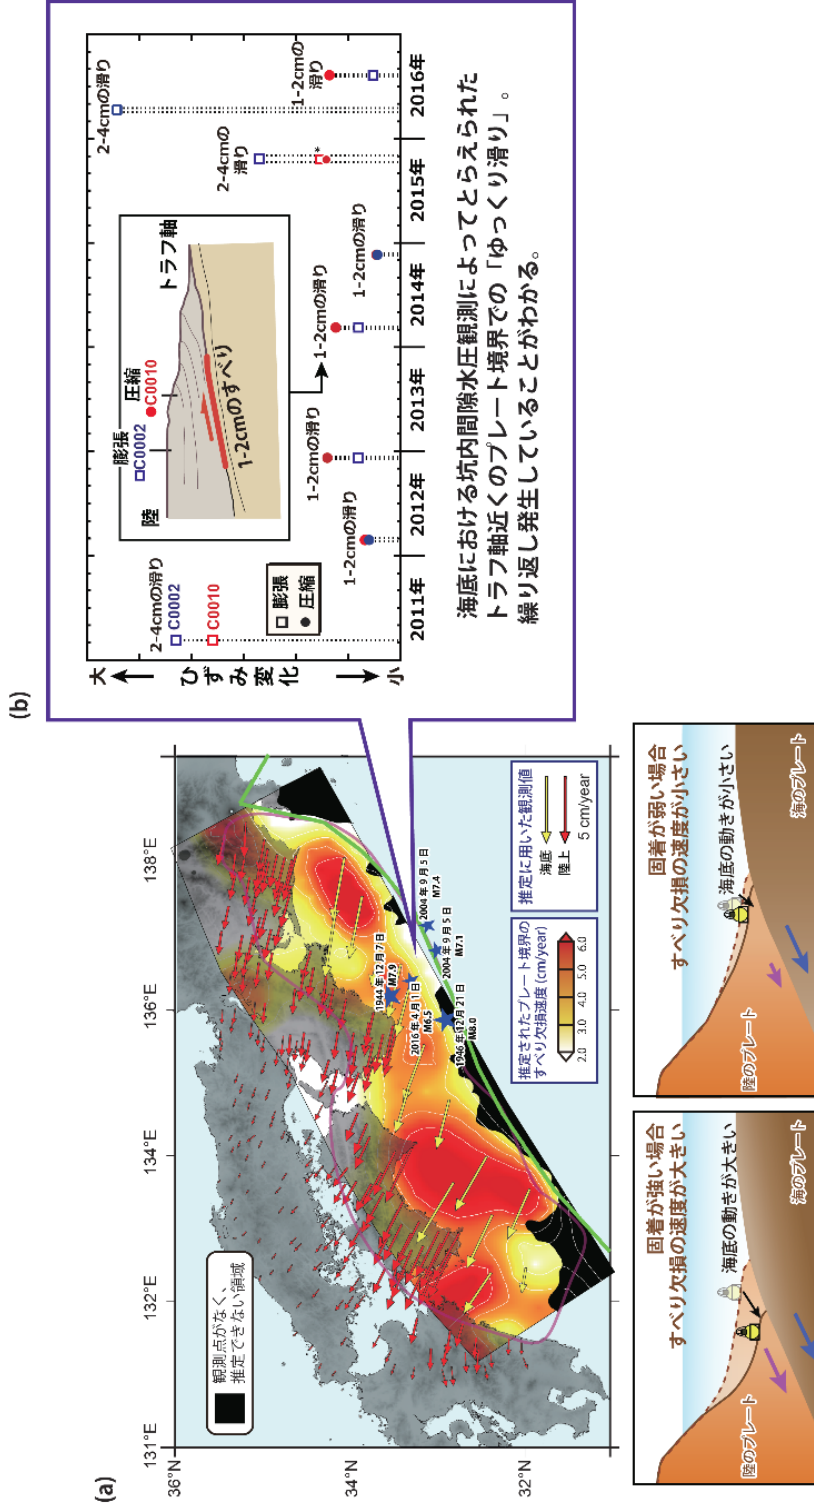 (a)
36°N
34°N
32°N
131°E
132°E
134°E
136°E
138°E
観測点がなく、
推定できない領域
1944年12月7日
M7.9
2016年4月1日
M6.5
1946年12月21日
M8.0
2004年9月5日
M7.1
2004年9月5日
M7.4
推定されたプレート境界の
すべり欠損速度 (cm/year)
2.0
3.0
4.0
5.0
6.0
推定に用いた観測値
海底
陸上
5 cm/year
固着が強い場合
すべり欠損の速度が大きい
海底の動きが大きい
陸のプレート
海のプレート
固着が弱い場合
すべり欠損の速度が小さい
海底の動きが小さい
陸のプレート
海のプレート
(b)
大
ひずみ変化
小
2-4cmの滑り
C0002
C0010
膨張
圧縮
1-2cmの滑り
1-2cmの滑り
1-2cmの滑り
1-2cmの滑り
2-4cmの
滑り
*
2-4cmの滑り
1-2cmの
滑り
陸
膨張
C0002
圧縮
C0010
トラフ軸
1-2cmのすべり
2011年
2012年
2013年
2014年
2015年
2016年
海底における坑内間隙水圧観測によってとらえられた
トラフ軸近くのプレート境界での「ゆっくり滑り」。
繰り返し発生していることがわかる。